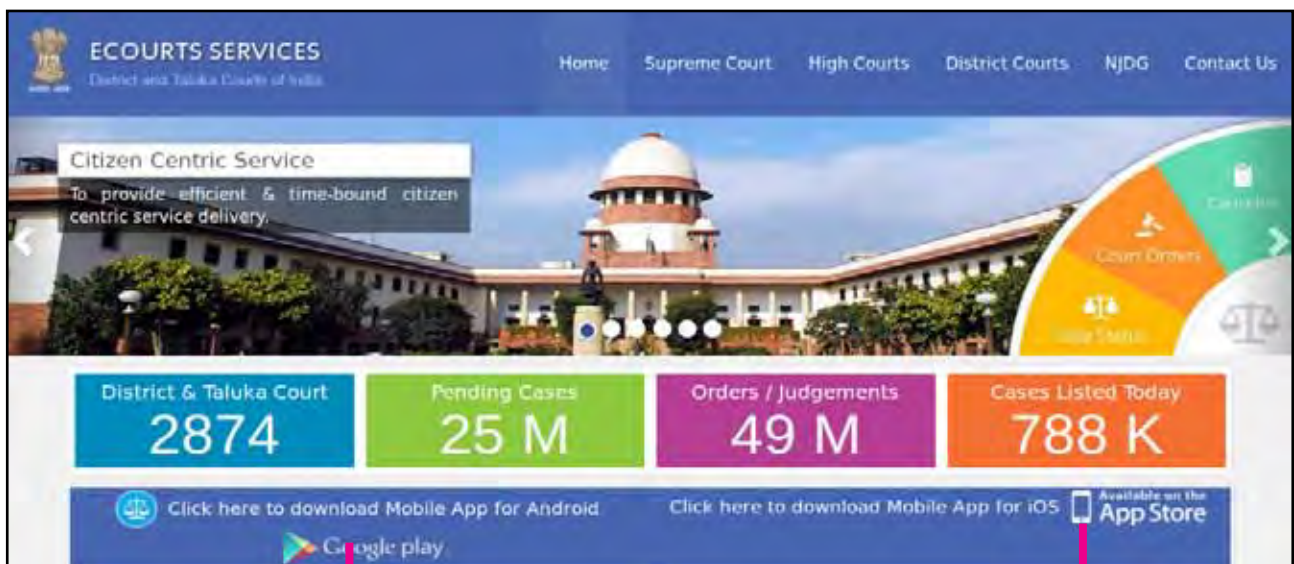 ECOURTS SERVICES
District and Taluka Courts of India
Home Supreme Court High Courts District Courts NJDG Contact Us
Citizen Centric Service
To provide efficient & time-bound citizen
centric service delivery.
Causelist
Court Orders
Case Status
District & Taluka Court
2874
Pending Cases
25 M
Orders / Judgements
49 M
Cases Listed Today
788 K
Click here to download Mobile App for Android
Google play
Click here to download Mobile App for iOS
Available on the
App Store